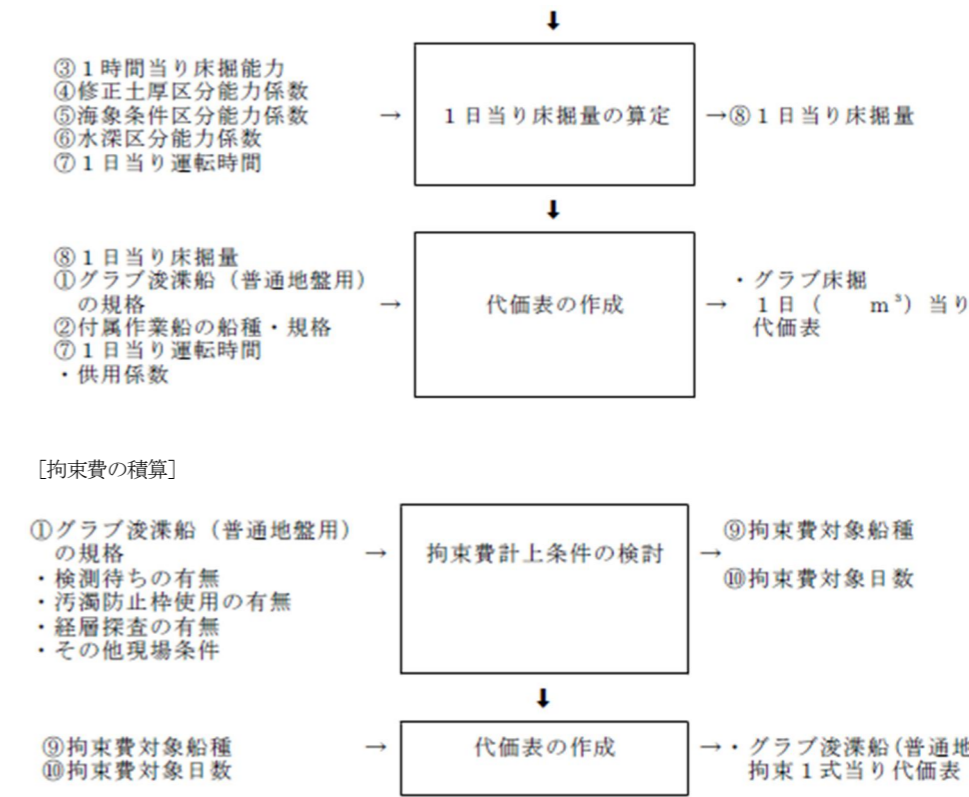 ⬇
③１時間当り床掘能力
④修正土厚区分能力係数
⑤海象条件区分能力係数
⑥水深区分能力係数
⑦１日当り運転時間
→
１日当り床掘量の算定
→⑧１日当り床掘量
⬇
⑧１日当り床掘量
①グラブ浚渫船（普通地盤用）
の規格
②付属作業船の船種・規格
⑦１日当り運転時間
・供用係数
→
代価表の作成
→
・グラブ床掘
１日（　　ｍ³）当り
代価表
［拘束費の積算］
①グラブ浚渫船（普通地盤用）
の規格
・検測待ちの有無
・汚濁防止枠使用の有無
・経層探査の有無
・その他現場条件
→
拘束費計上条件の検討
→
⑨拘束費対象船種
⑩拘束費対象日数
⬇
⑨拘束費対象船種
⑩拘束費対象日数
→
代価表の作成
→・グラブ浚渫船(普通地
拘束１式当り代価表